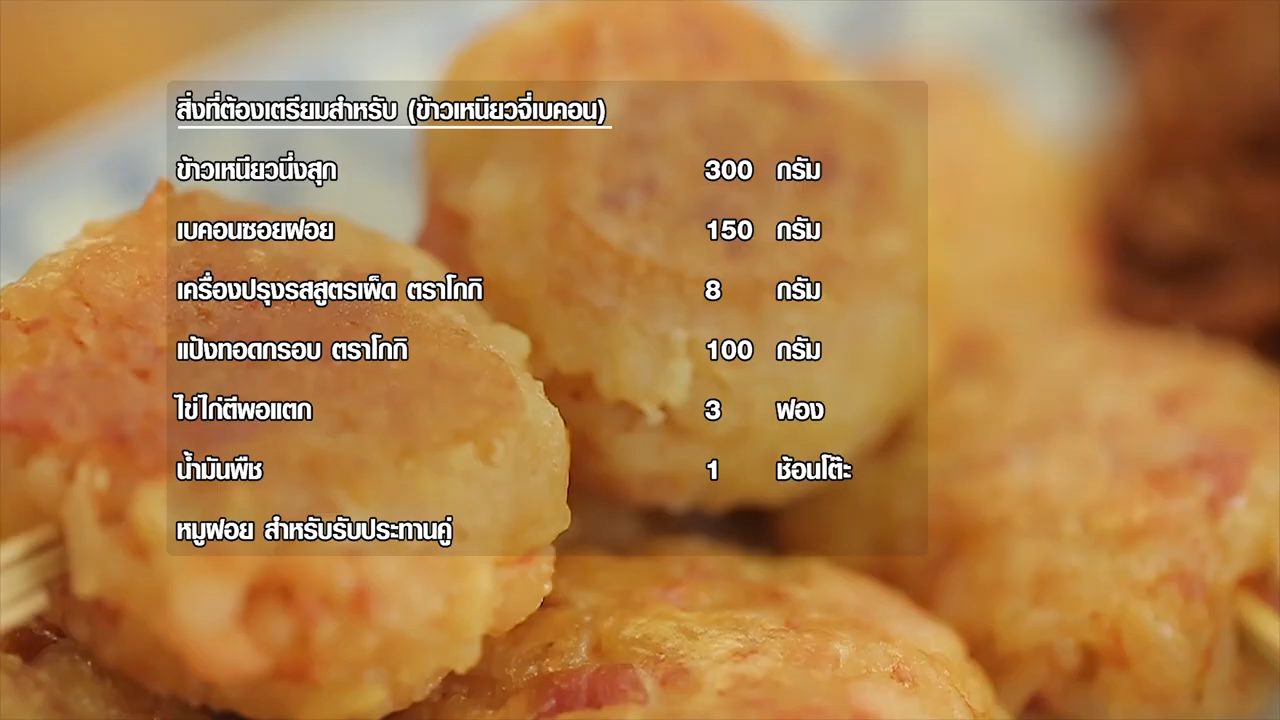 สิ่งที่ต้องเตรียมสำหรับ (ข้าวเหนียวจี่เบคอน)
ข้าวเหนียวนึ่งสุก 300 กรัม
เบคอนซอยฝอย 150 กรัม
เครื่องปรุงรสสูตรเผ็ด ตราโกกิ 8 กรัม
แป้งทอดกรอบ ตราโกกิ 100 กรัม
ไข่ไก่ตีพอแตก 3 ฟอง
น้ำมันพืช 1 ช้อนโต๊ะ
หมูฝอย สำหรับรับประทานคู่